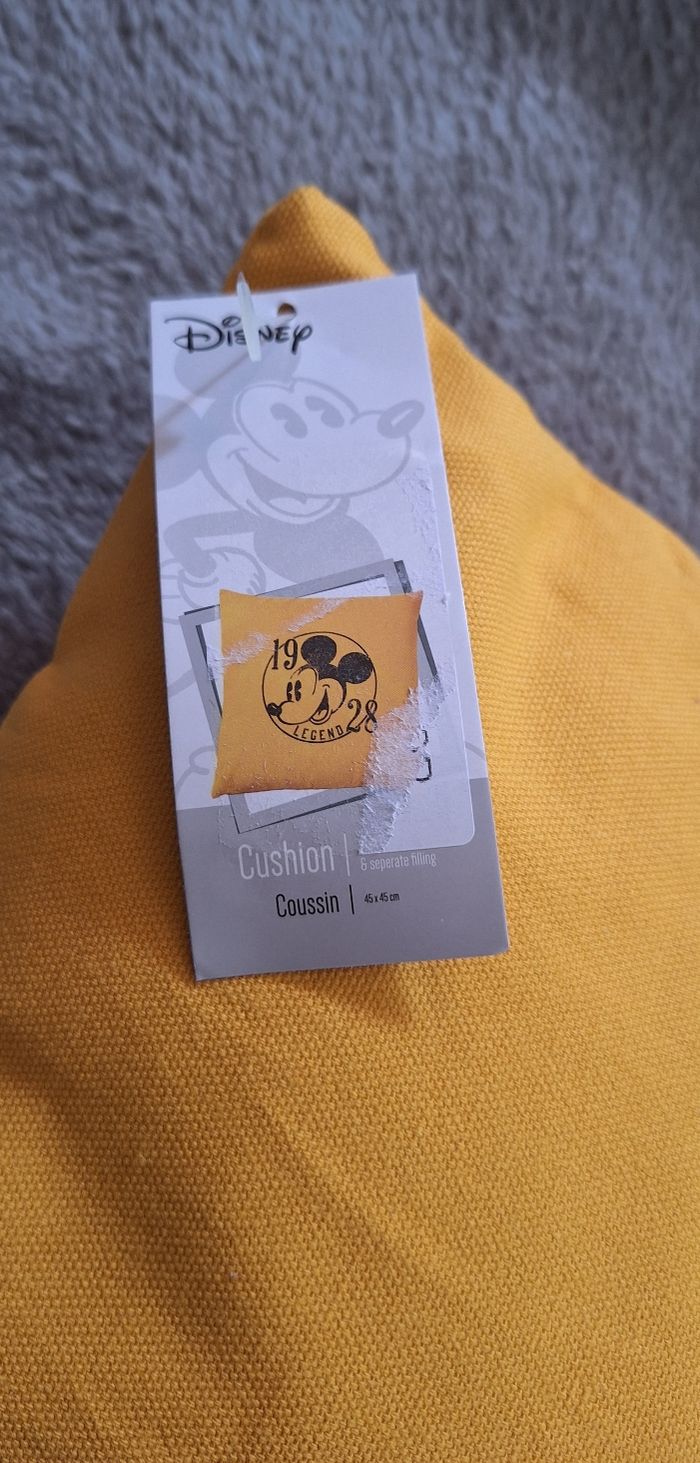 Disney
19
28
LEGEND
Cushion | & seperate filling
Coussin | 45 x 45 cm